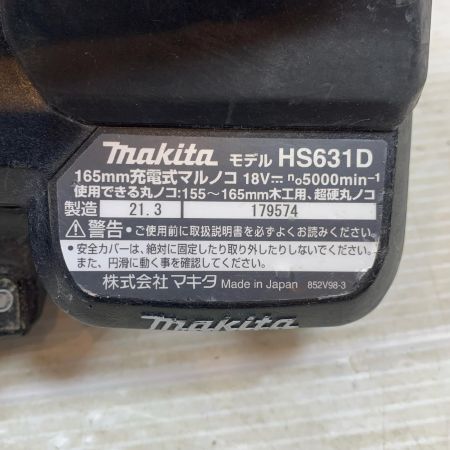 makita モデル HS631D
165mm充電式マルノコ 18V⎓ n₀5000min⁻¹
使用できる丸ノコ:155～165mm木工用、超硬丸ノコ
製造 21.3 179574
⚠警告・ご使用前に取扱説明書を必ずよくお読みください。
・安全カバーは、絶対に固定したり取り外したりしないでください。
また、円滑に動く事を確認してください。
株式会社マキタ Made in Japan 852V98-3
makita